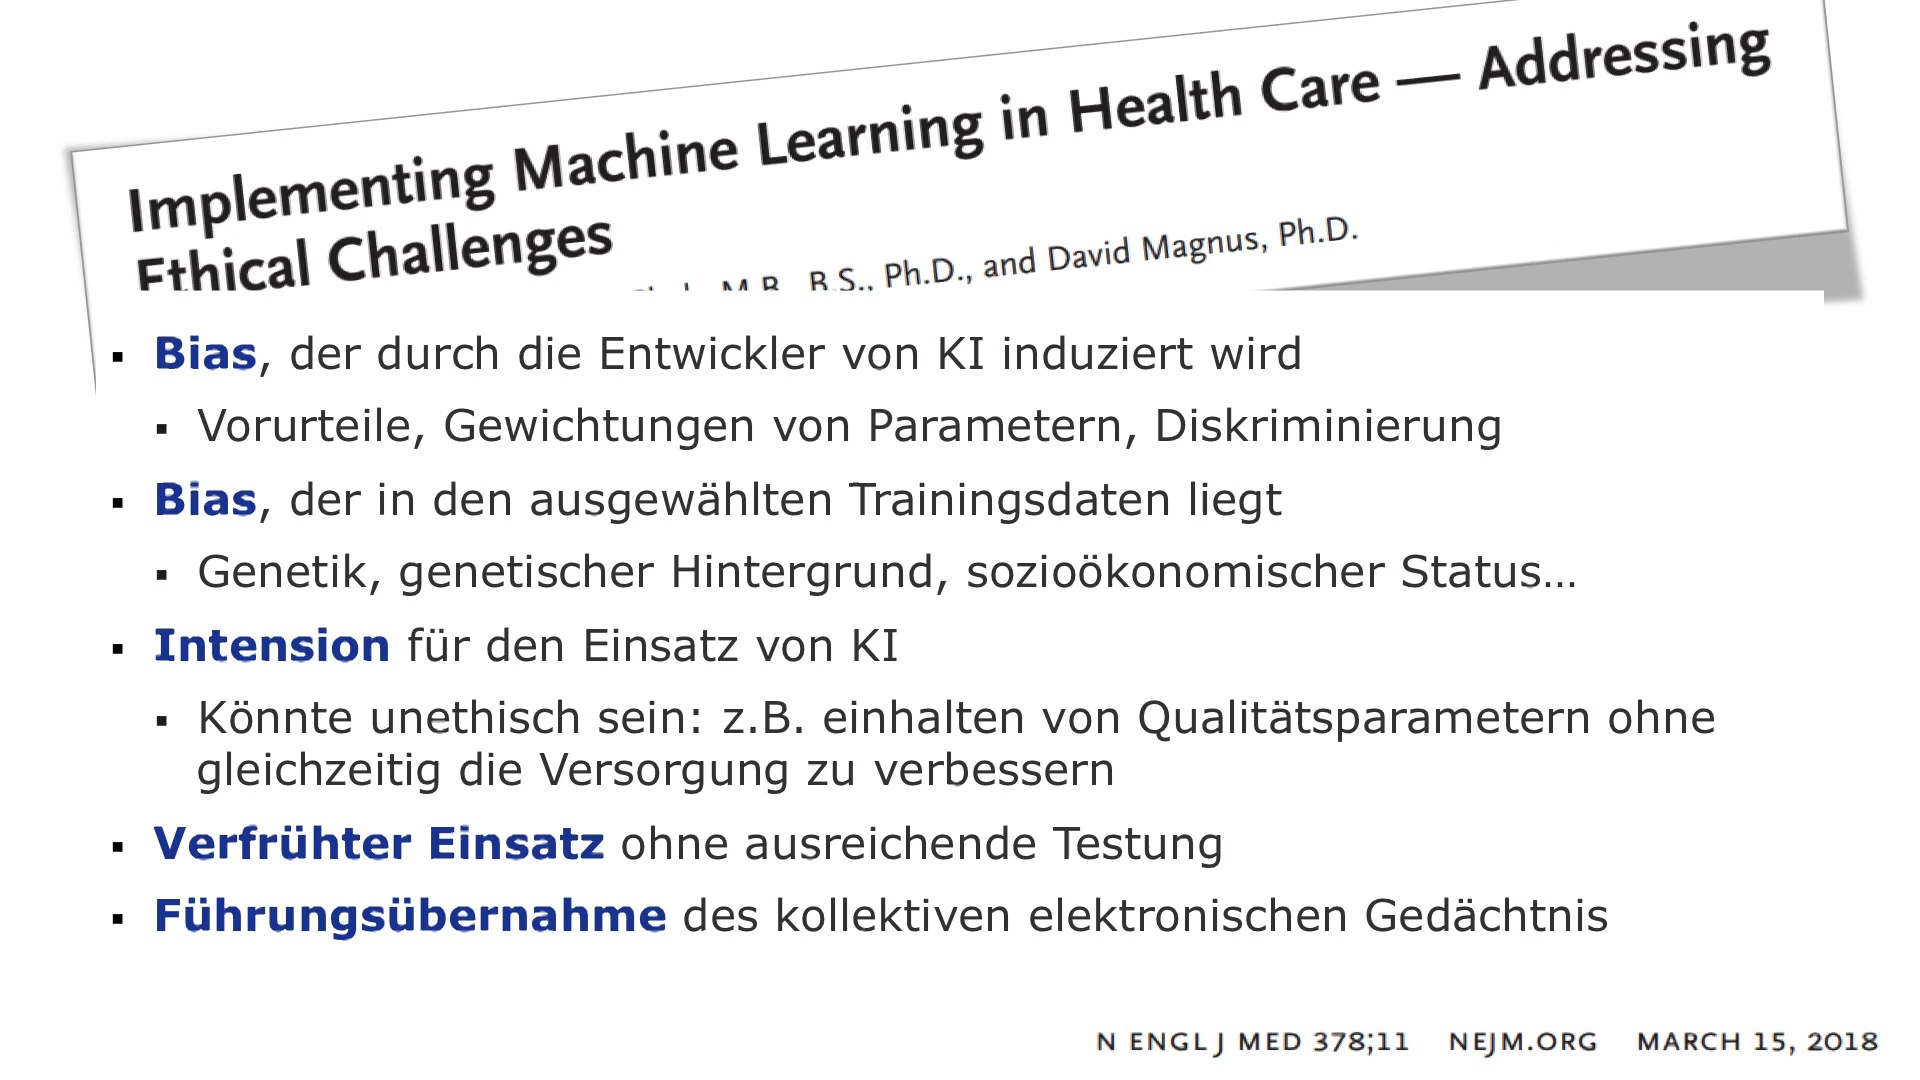 Implementing Machine Learning in Health Care — Addressing
Ethical Challenges
B.S., Ph.D., and David Magnus, Ph.D.
▪ Bias, der durch die Entwickler von KI induziert wird
▪ Vorurteile, Gewichtungen von Parametern, Diskriminierung
▪ Bias, der in den ausgewählten Trainingsdaten liegt
▪ Genetik, genetischer Hintergrund, sozioökonomischer Status…
▪ Intension für den Einsatz von KI
▪ Könnte unethisch sein: z.B. einhalten von Qualitätsparametern ohne
gleichzeitig die Versorgung zu verbessern
▪ Verfrühter Einsatz ohne ausreichende Testung
▪ Führungsübernahme des kollektiven elektronischen Gedächtnis
N ENGL J MED 378;11 NEJM.ORG MARCH 15, 2018